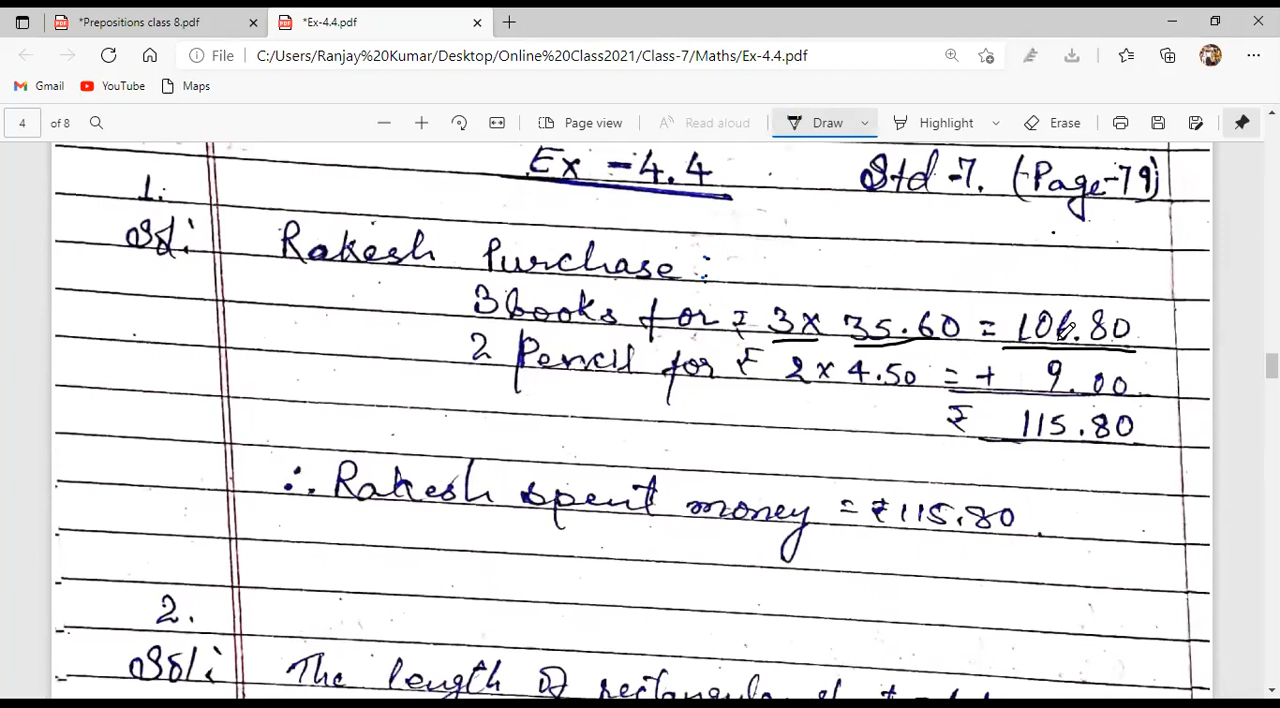 *Prepositions class 8.pdf
*Ex-4.4.pdf
File C:/Users/Ranjay%20Kumar/Desktop/Online%20Class2021/Class-7/Maths/Ex-4.4.pdf
Gmail YouTube Maps
4 of 8 Page view Read aloud Draw Highlight Erase
Ex - 4.4 Std - 7. (Page-79)
1.
Sol: Rakesh Purchase :
3 books for ₹ 3 × 35.60 = 106.80
2 Pencil for ₹ 2 × 4.50 = + 9.00
₹ 115.80
∴ Rakesh spent money = ₹ 115.80.
2.
Sol: The length of